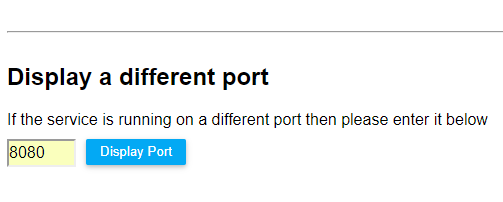 Display a different port
If the service is running on a different port then please enter it below
8080 Display Port